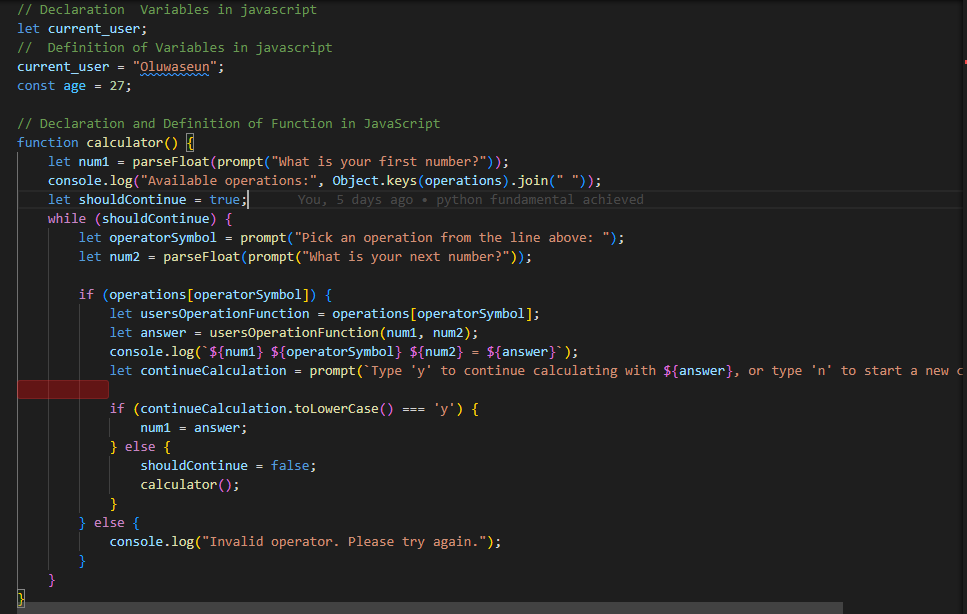 // Declaration  Variables in javascript
let current_user;
//  Definition of Variables in javascript
current_user = "Oluwaseun";
const age = 27;

// Declaration and Definition of Function in JavaScript
function calculator() {
    let num1 = parseFloat(prompt("What is your first number?"));
    console.log("Available operations:", Object.keys(operations).join(" "));
    let shouldContinue = true;      You, 5 days ago • python fundamental achieved
    while (shouldContinue) {
        let operatorSymbol = prompt("Pick an operation from the line above: ");
        let num2 = parseFloat(prompt("What is your next number?"));

        if (operations[operatorSymbol]) {
            let usersOperationFunction = operations[operatorSymbol];
            let answer = usersOperationFunction(num1, num2);
            console.log(`${num1} ${operatorSymbol} ${num2} = ${answer}`);
            let continueCalculation = prompt(`Type 'y' to continue calculating with ${answer}, or type 'n' to start a new c

            if (continueCalculation.toLowerCase() === 'y') {
                num1 = answer;
            } else {
                shouldContinue = false;
                calculator();
            }
        } else {
            console.log("Invalid operator. Please try again.");
        }
    }
}